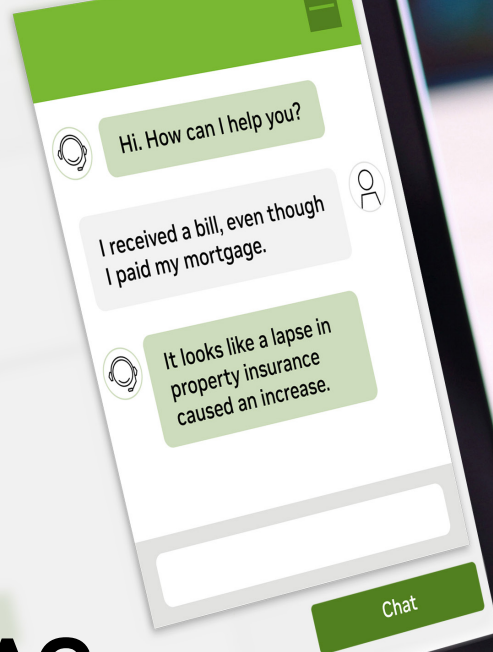 Hi. How can I help you?
I received a bill, even though
I paid my mortgage.
It looks like a lapse in
property insurance
caused an increase.
Chat